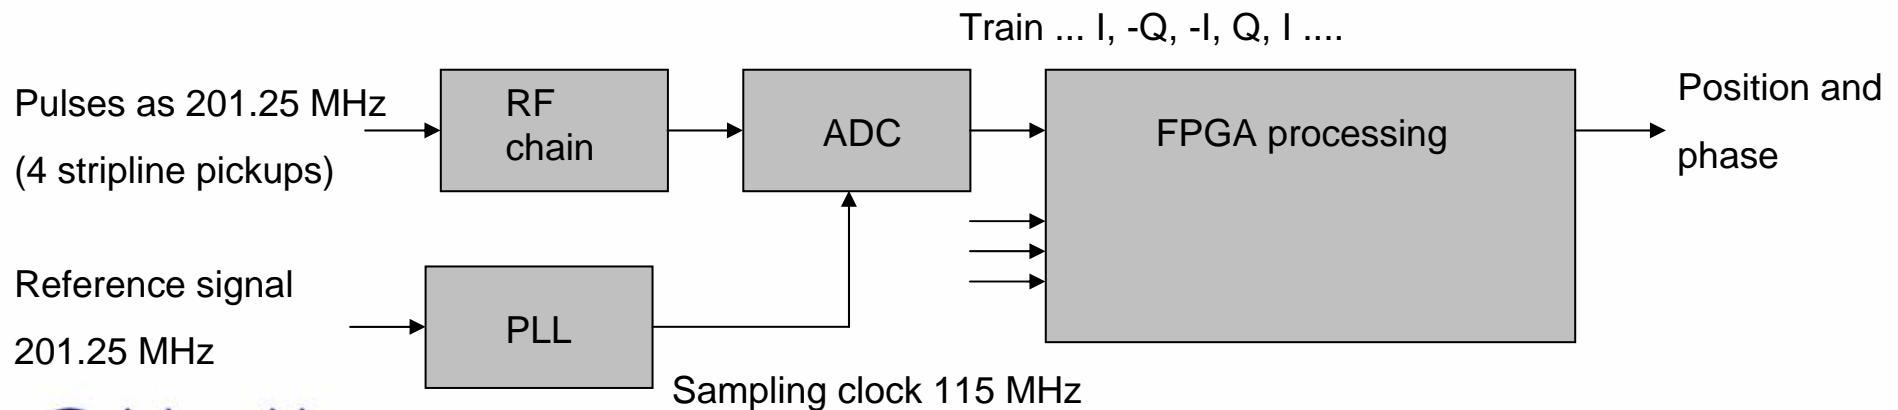 Train ... I, -Q, -I, Q, I ....
Pulses as 201.25 MHz
(4 stripline pickups)
RF
chain
ADC
FPGA processing
Position and
phase
Reference signal
201.25 MHz
PLL
Sampling clock 115 MHz